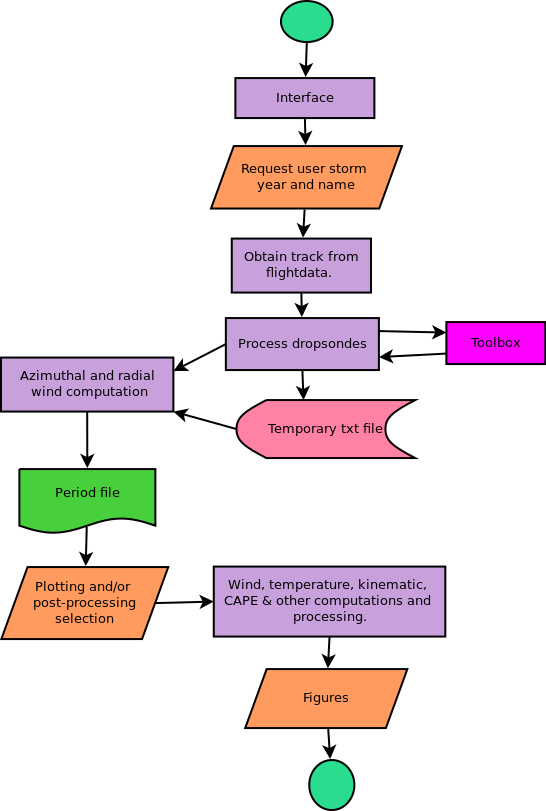 Interface
Request user storm
year and name
Obtain track from
flightdata.
Process dropsondes
Toolbox
Azimuthal and radial
wind computation
Temporary txt file
Period file
Plotting and/or
post-processing
selection
Wind, temperature, kinematic,
CAPE & other computations and
processing.
Figures